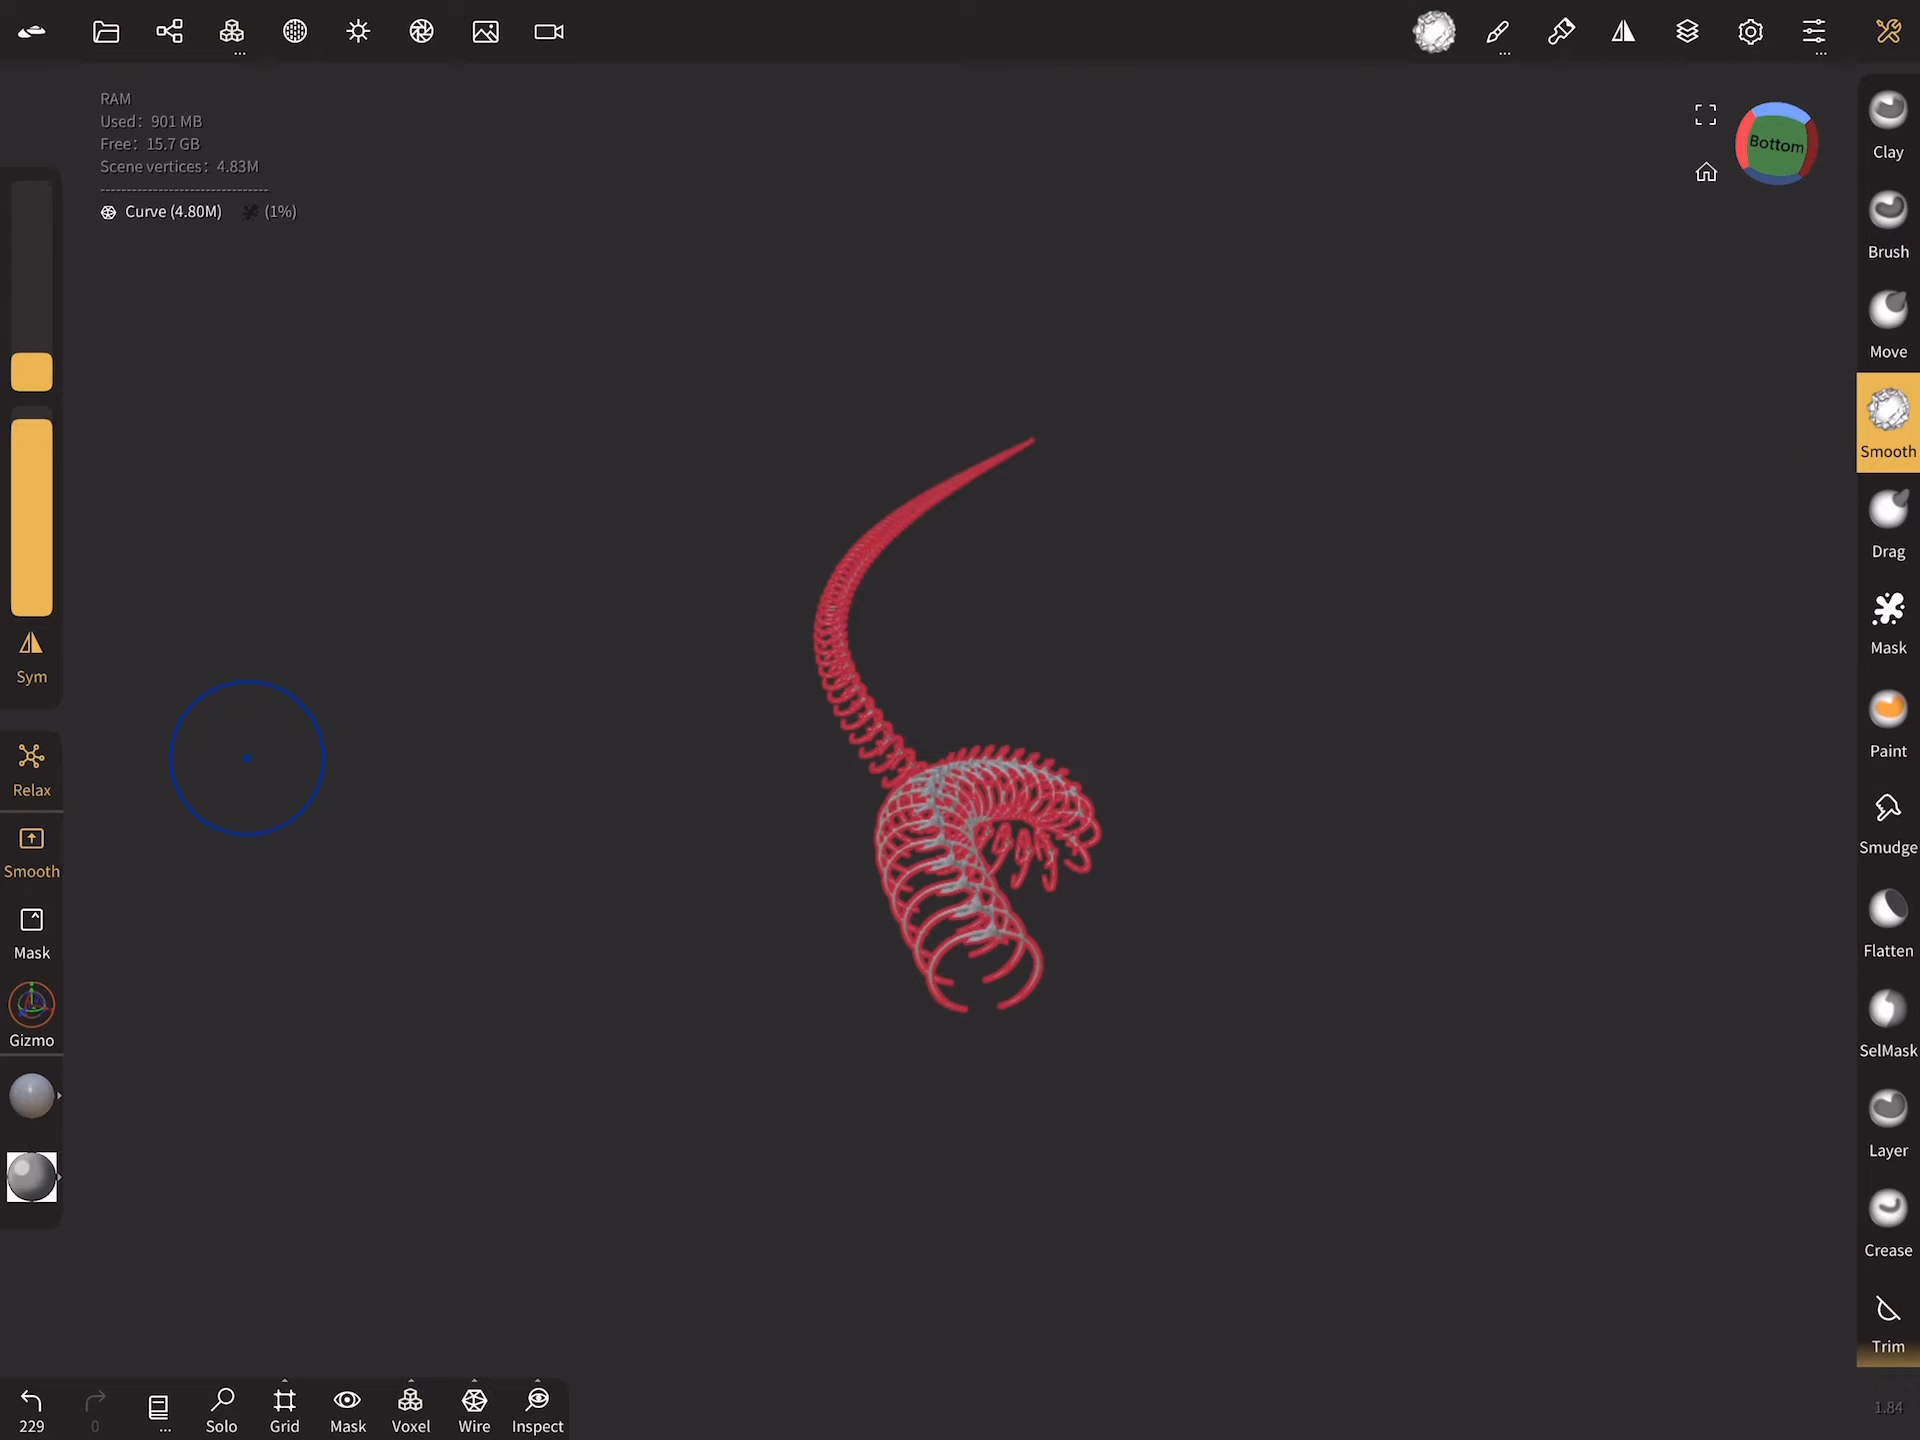 RAM
Used: 901 MB
Free: 15.7 GB
Scene vertices: 4.83M
--------------------------------
Curve (4.80M) (1%)
Bottom
Sym
Relax
Smooth
Mask
Gizmo
Clay
Brush
Move
Smooth
Drag
Mask
Paint
Smudge
Flatten
SelMask
Layer
Crease
Trim
1.84
229
0
...
Solo
Grid
Mask
Voxel
Wire
Inspect